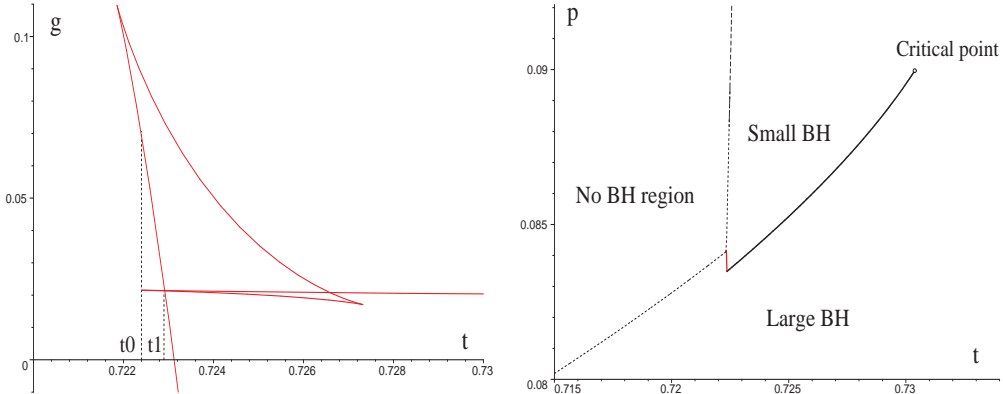 g
0.1
0.05
0
t0
t1
t
0.722
0.724
0.726
0.728
0.73
p
Critical point
0.09
Small BH
No BH region
0.085
Large BH
t
0.08
0.715
0.72
0.725
0.73